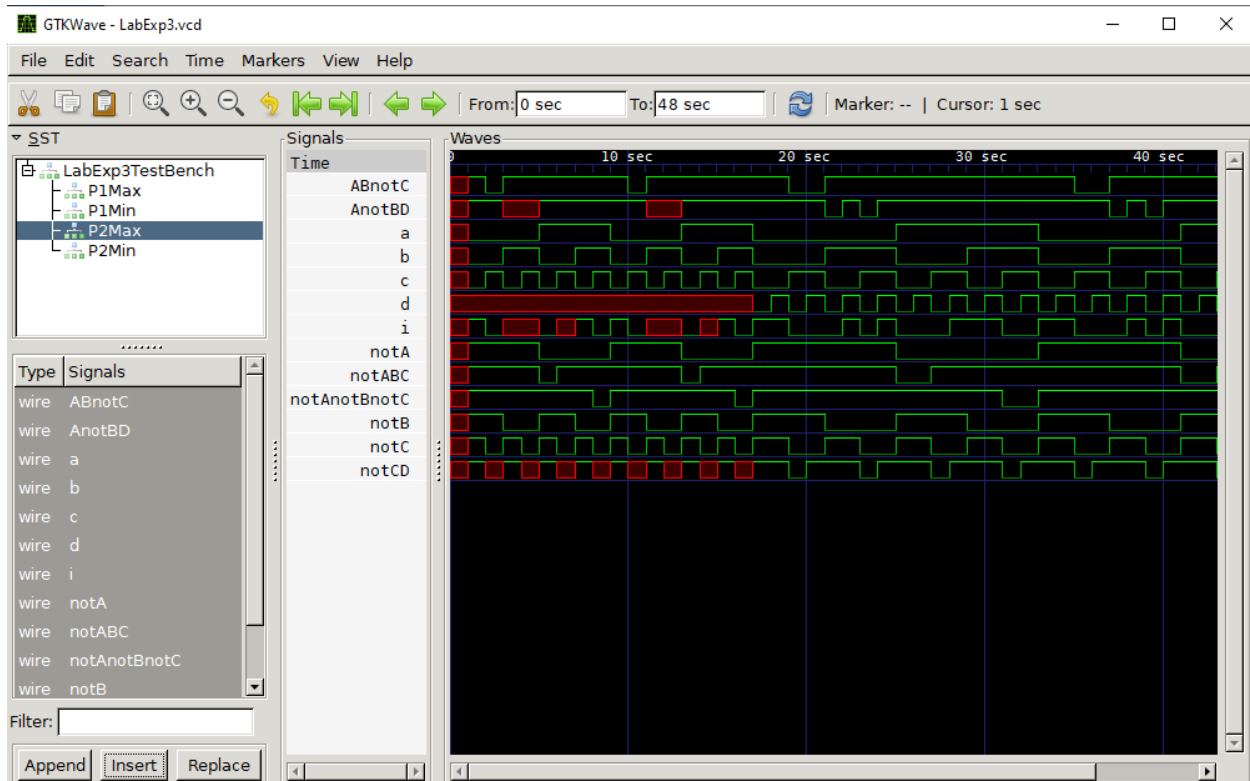 GTKWave - LabExp3.vcd
File Edit Search Time Markers View Help
From: 0 sec To: 48 sec Marker: -- | Cursor: 1 sec
SST
LabExp3TestBench
P1Max
P1Min
P2Max
P2Min
Type Signals
wire ABnotC
wire AnotBD
wire a
wire b
wire c
wire d
wire i
wire notA
wire notABC
wire notAnotBnotC
wire notB
Filter:
Append Insert Replace
Signals
Time
ABnotC
AnotBD
a
b
c
d
i
notA
notABC
notAnotBnotC
notB
notC
notCD
Waves
0 10 sec 20 sec 30 sec 40 sec